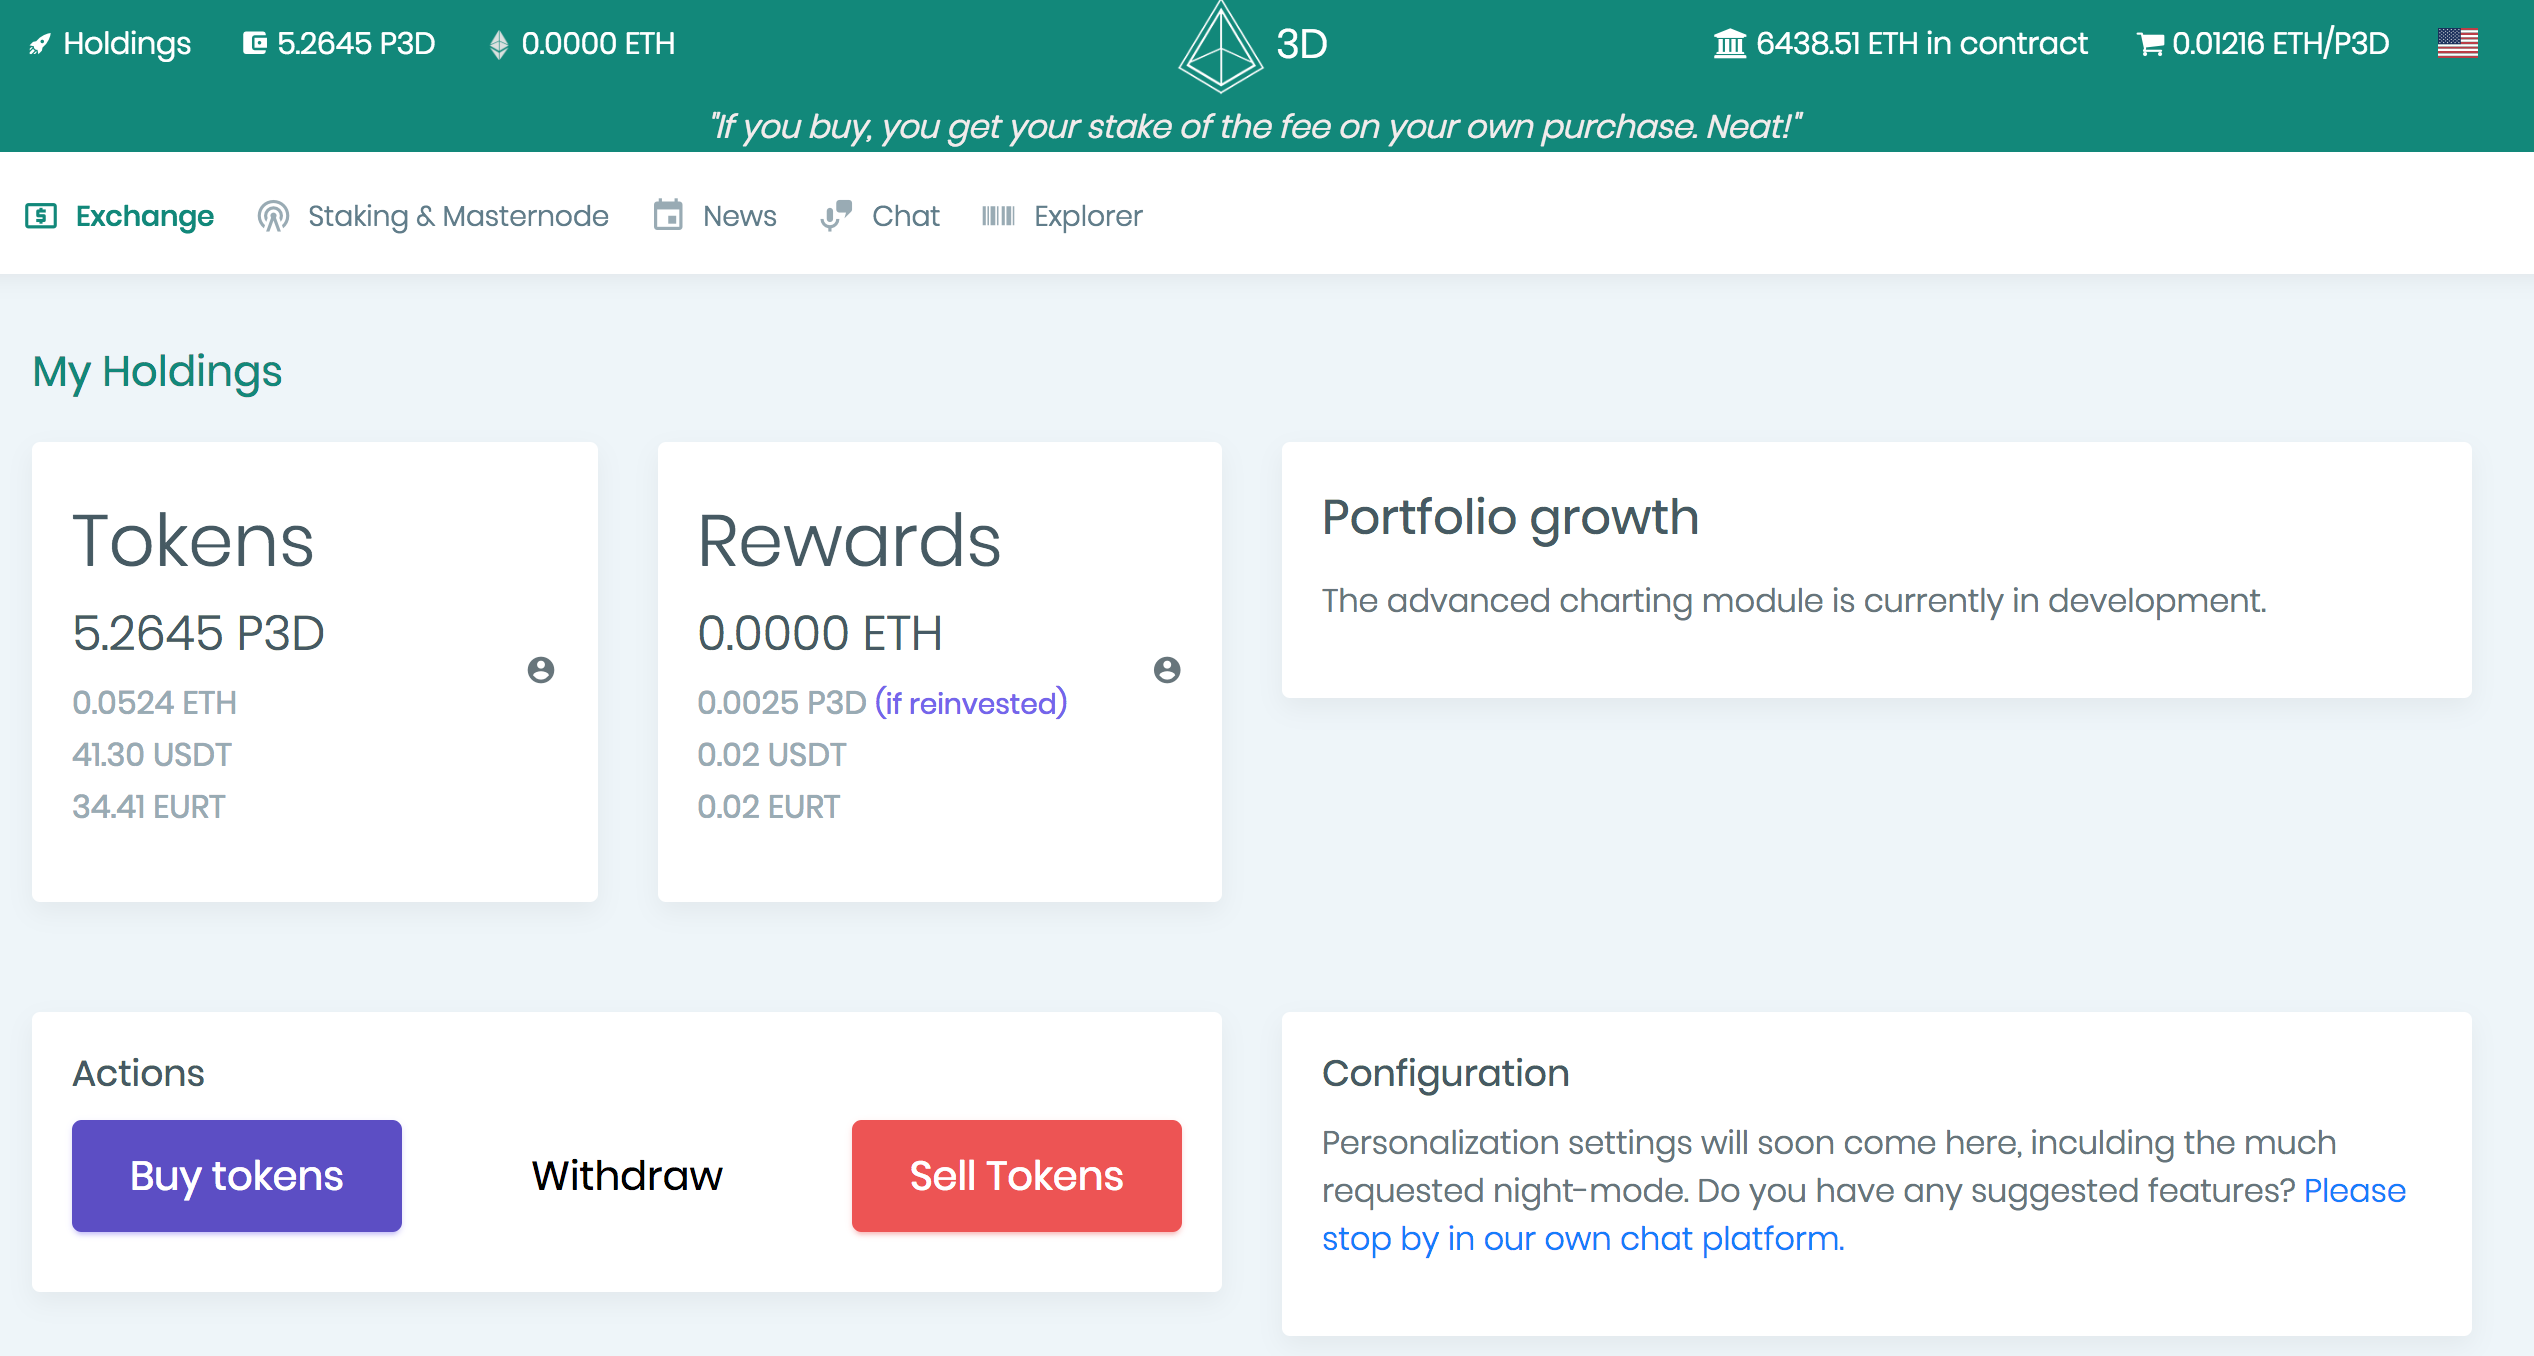 Holdings 5.2645 P3D 0.0000 ETH 3D 6438.51 ETH in contract 0.01216 ETH/P3D
"If you buy, you get your stake of the fee on your own purchase. Neat!"
Exchange Staking & Masternode News Chat Explorer
My Holdings
Tokens
5.2645 P3D
0.0524 ETH
41.30 USDT
34.41 EURT
Rewards
0.0000 ETH
0.0025 P3D (if reinvested)
0.02 USDT
0.02 EURT
Portfolio growth
The advanced charting module is currently in development.
Actions
Buy tokens Withdraw Sell Tokens
Configuration
Personalization settings will soon come here, inculding the much
requested night-mode. Do you have any suggested features? Please
stop by in our own chat platform.